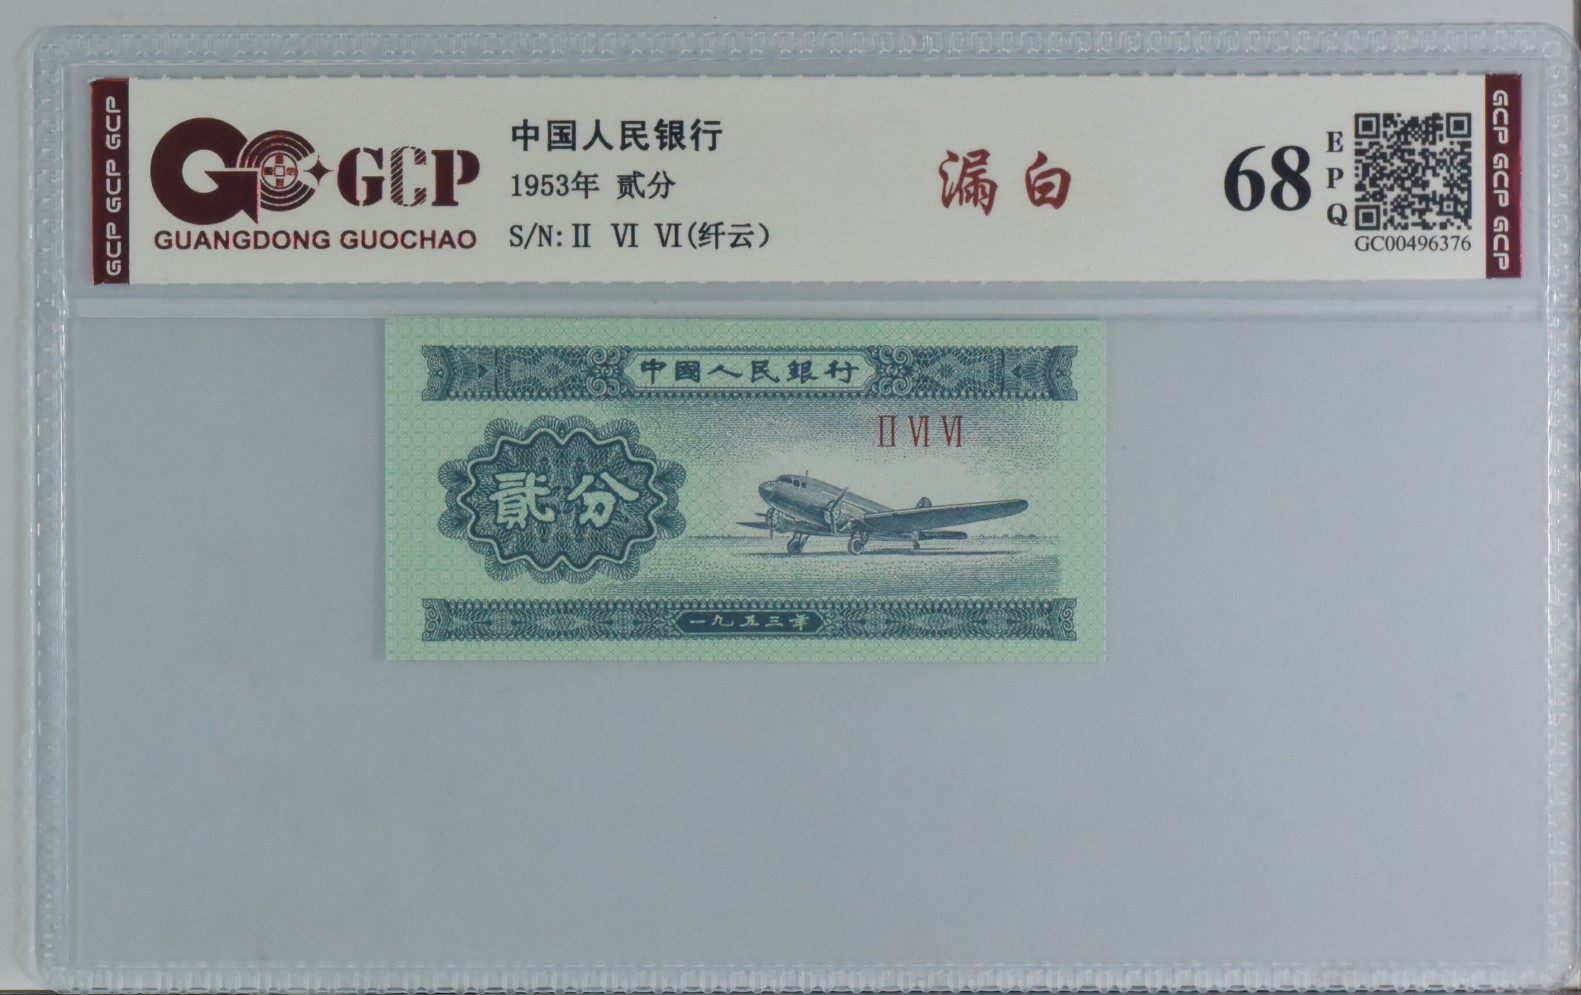 GCP GCP GCP
GCP
GUANGDONG GUOCHAO
中国人民银行
1953年 贰分
S/N: II VI VI(纤云)
漏白
68
EPQ
GC00496376
GCP GCP GCP
中國人民銀行
II VI VI
貳分
一九五三年